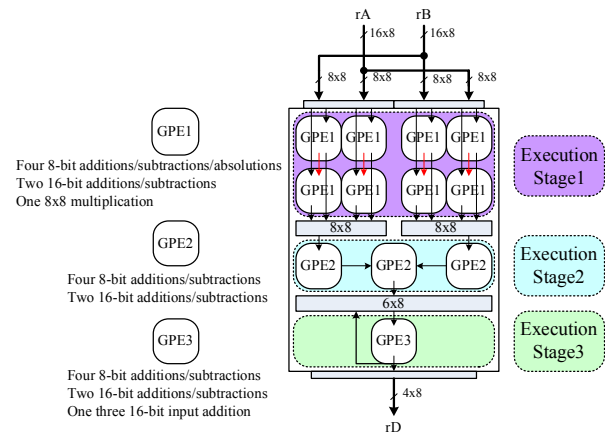 rA rB
16x8 16x8
8x8 8x8 8x8 8x8
GPE1
Four 8-bit additions/subtractions/absolutions
Two 16-bit additions/subtractions
One 8x8 multiplication
GPE1 GPE1 GPE1 GPE1
GPE1 GPE1 GPE1 GPE1
Execution
Stage1
8x8 8x8
GPE2
Four 8-bit additions/subtractions
Two 16-bit additions/subtractions
GPE2 GPE2 GPE2
Execution
Stage2
6x8
GPE3
Four 8-bit additions/subtractions
Two 16-bit additions/subtractions
One three 16-bit input addition
GPE3
Execution
Stage3
4x8
rD